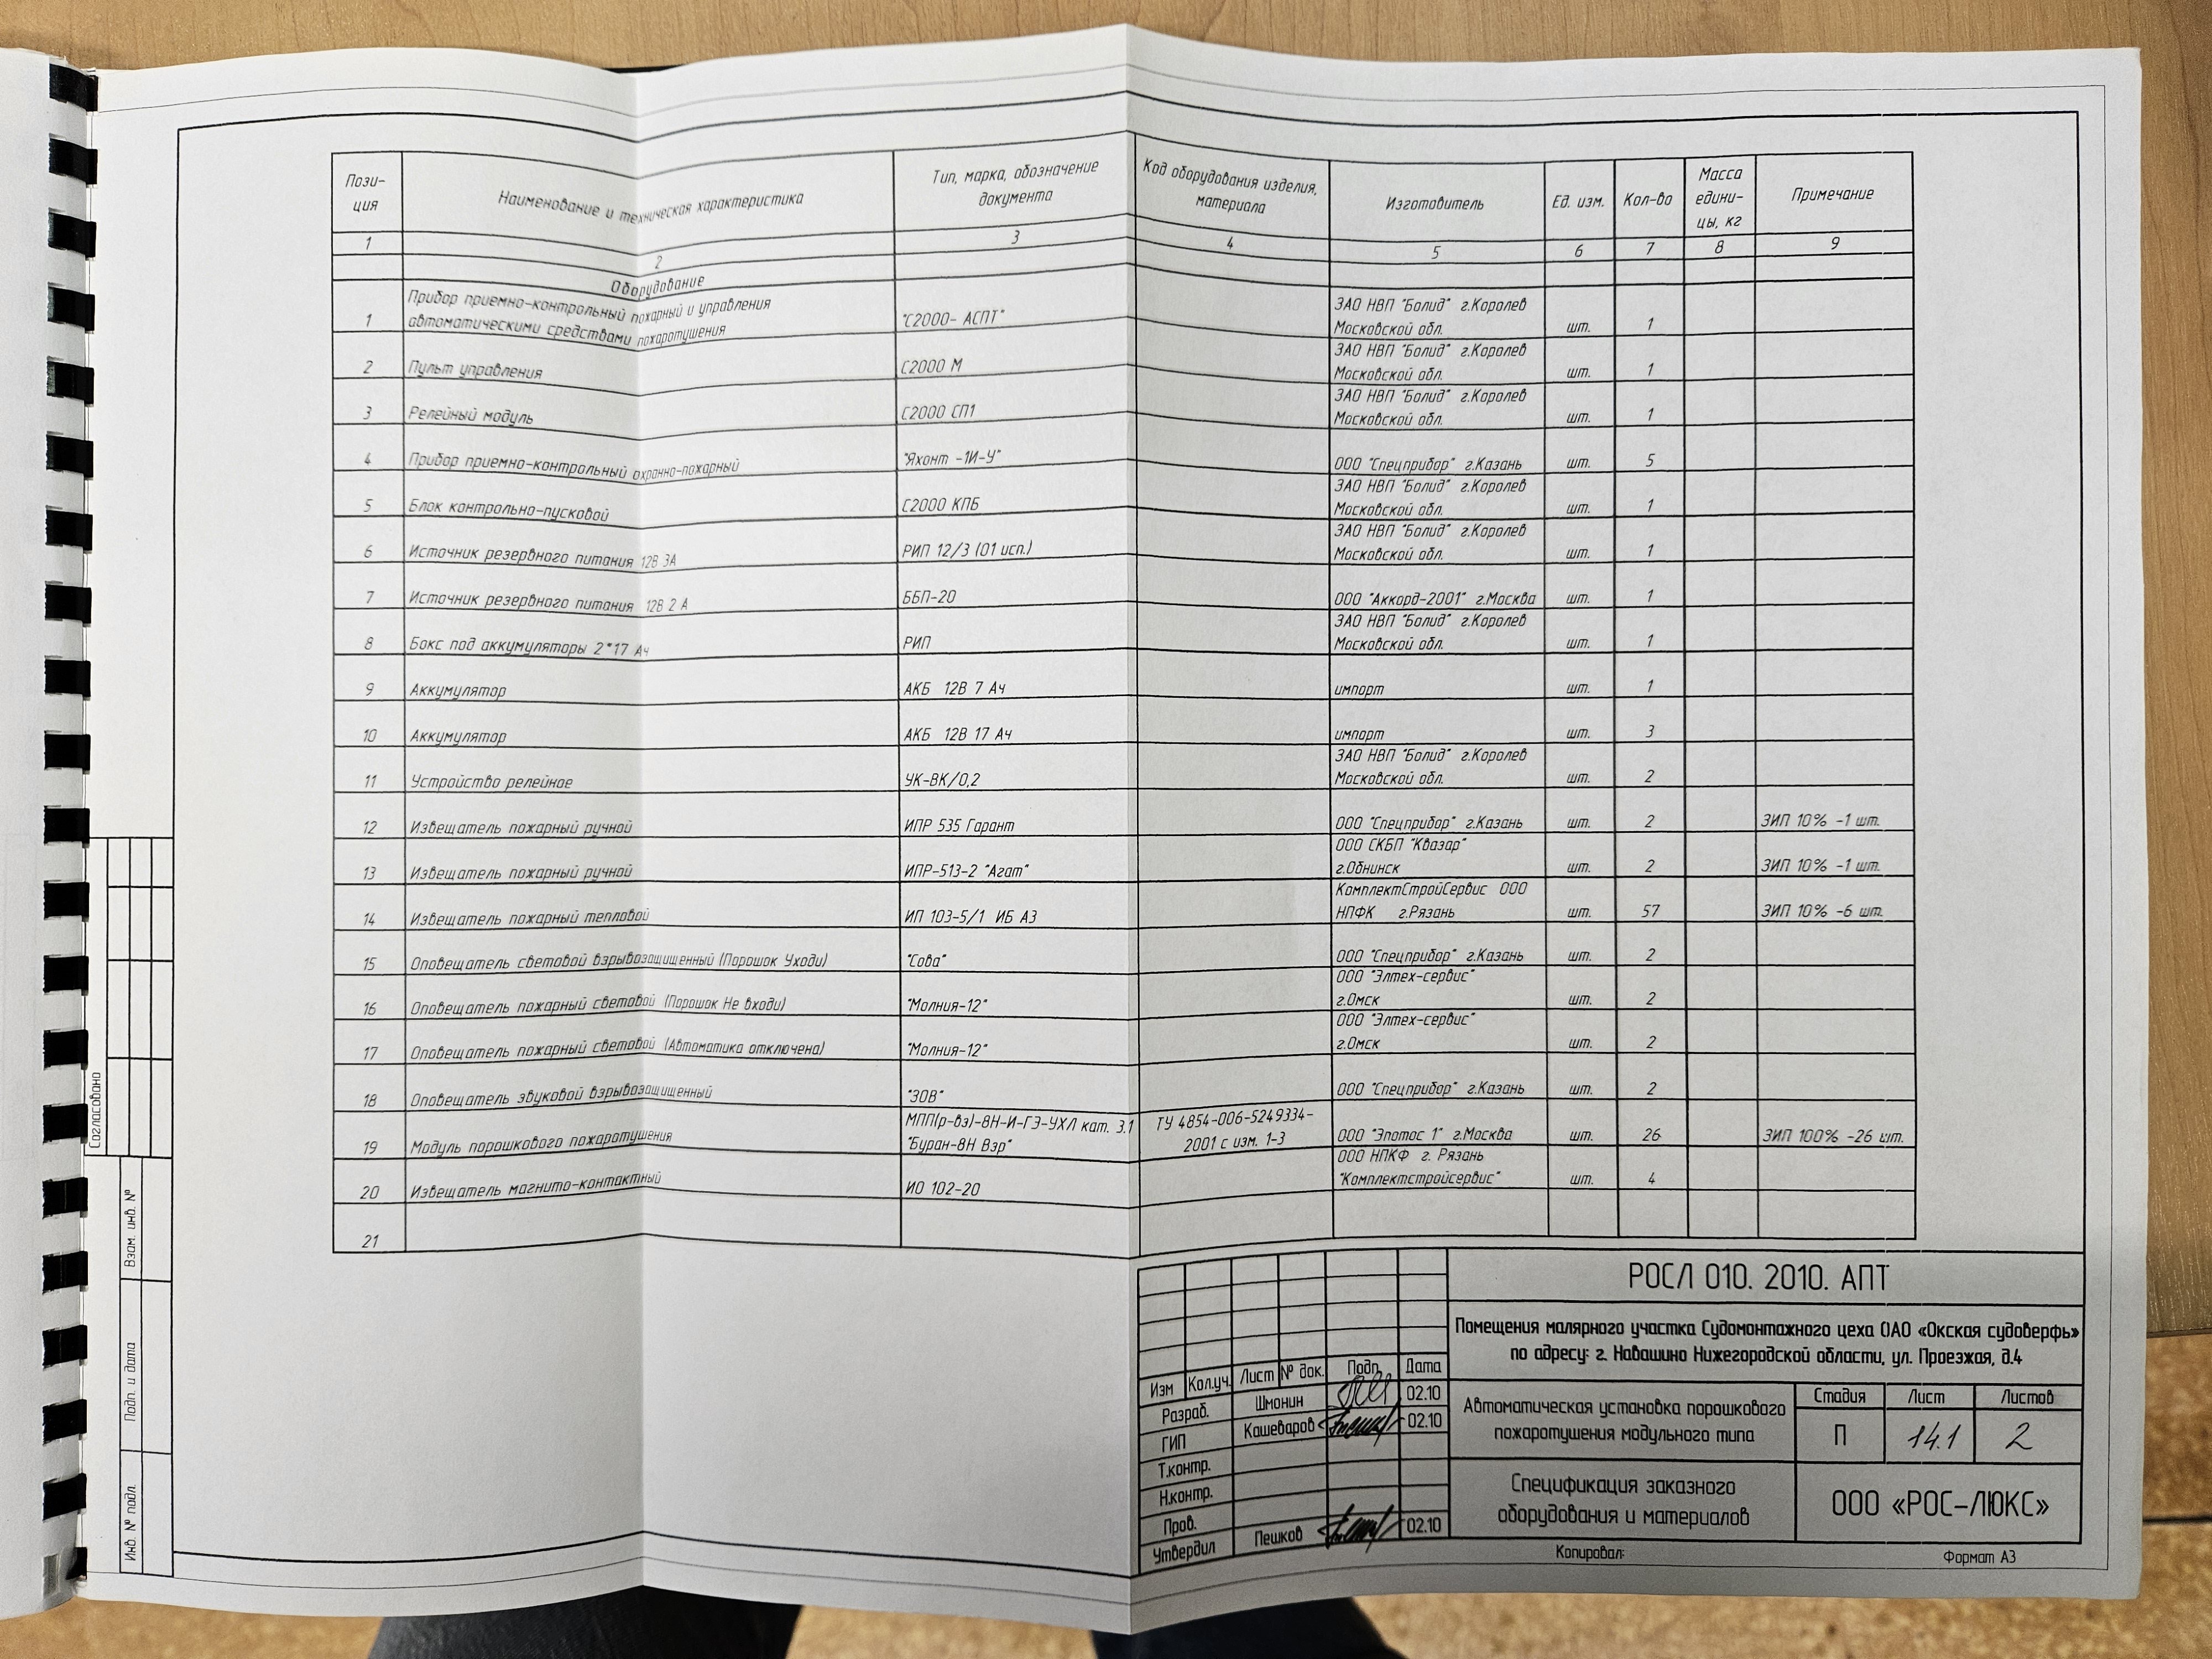 Пози-
ция
Наименование и техническая характеристика
Тип, марка, обозначение
документа
Код оборудования изделия,
материала
Изготовитель
Ед. изм.
Кол-во
Масса
едини-
цы, кг
Примечание
1 2 3 4 5 6 7 8 9
Оборудование
1 Прибор приемно-контрольный пожарный и управления
автоматическими средствами пожаротушения
"С2000- АСПТ"
ЗАО НВП "Болид" г.Королев
Московской обл. шт. 1
2 Пульт управления С2000 М ЗАО НВП "Болид" г.Королев
Московской обл. шт. 1
3 Релейный модуль С2000 СП1 ЗАО НВП "Болид" г.Королев
Московской обл. шт. 1
4 Прибор приемно-контрольный охранно-пожарный "Яхонт -1И-У" ООО "Спецприбор" г.Казань шт. 5
5 Блок контрольно-пусковой С2000 КПБ ЗАО НВП "Болид" г.Королев
Московской обл. шт. 1
6 Источник резервного питания 12В 3А РИП 12/3 (01 исп.) ЗАО НВП "Болид" г.Королев
Московской обл. шт. 1
7 Источник резервного питания 12В 2 А ББП-20 ООО "Аккорд-2001" г.Москва шт. 1
8 Бокс под аккумуляторы 2*17 Ач РИП ЗАО НВП "Болид" г.Королев
Московской обл. шт. 1
9 Аккумулятор АКБ 12В 7 Ач импорт шт. 1
10 Аккумулятор АКБ 12В 17 Ач импорт шт. 3
11 Устройство релейное УК-ВК/0,2 ЗАО НВП "Болид" г.Королев
Московской обл. шт. 2
12 Извещатель пожарный ручной ИПР 535 Гарант ООО "Спецприбор" г.Казань шт. 2 ЗИП 10% -1 шт.
13 Извещатель пожарный ручной ИПР-513-2 "Агат" ООО СКБП "Квазар"
г.Обнинск шт. 2 ЗИП 10% -1 шт.
14 Извещатель пожарный тепловой ИП 103-5/1 ИБ А3 КомплектСтройСервис ООО
НПФК г.Рязань шт. 57 ЗИП 10% -6 шт.
15 Оповещатель световой взрывозащищенный (Порошок Уходи) "Сова" ООО "Спецприбор" г.Казань шт. 2
16 Оповещатель пожарный световой (Порошок Не входи) "Молния-12" ООО "Элтех-сервис"
г.Омск шт. 2
17 Оповещатель пожарный световой (Автоматика отключена) "Молния-12" ООО "Элтех-сервис"
г.Омск шт. 2
18 Оповещатель звуковой взрывозащищенный "ЗОВ" ООО "Спецприбор" г.Казань шт. 2
19 Модуль порошкового пожаротушения МПП(р-вз)-8Н-И-ГЭ-УХЛ кат. 3.1
"Буран-8Н Взр"
ТУ 4854-006-5249334-
2001 с изм. 1-3
ООО "Эпотос 1" г.Москва шт. 26 ЗИП 100% -26 шт.
20 Извещатель магнито-контактный ИО 102-20 ООО НПКФ г. Рязань
"Комплектстройсервис" шт. 4
21
Согласовано
Взам. инв. №
Подп. и дата
Инв. № подл.
РОСЛ 010. 2010. АПТ
Помещения малярного участка Судомонтажного цеха ОАО «Окская судоверфь»
по адресу: г. Навашино Нижегородской области, ул. Проезжая, д.4
Изм Кол.уч. Лист № док. Подп. Дата
Разраб. Шмонин 02.10
ГИП Кашеваров 02.10
Т.контр.
Н.контр.
Пров.
Утвердил Пешков 02.10
Автоматическая установка порошкового
пожаротушения модульного типа
Стадия Лист Листов
П 14.1 2
Спецификация заказного
оборудования и материалов
ООО «РОС-ЛЮКС»
Копировал:
Формат А3